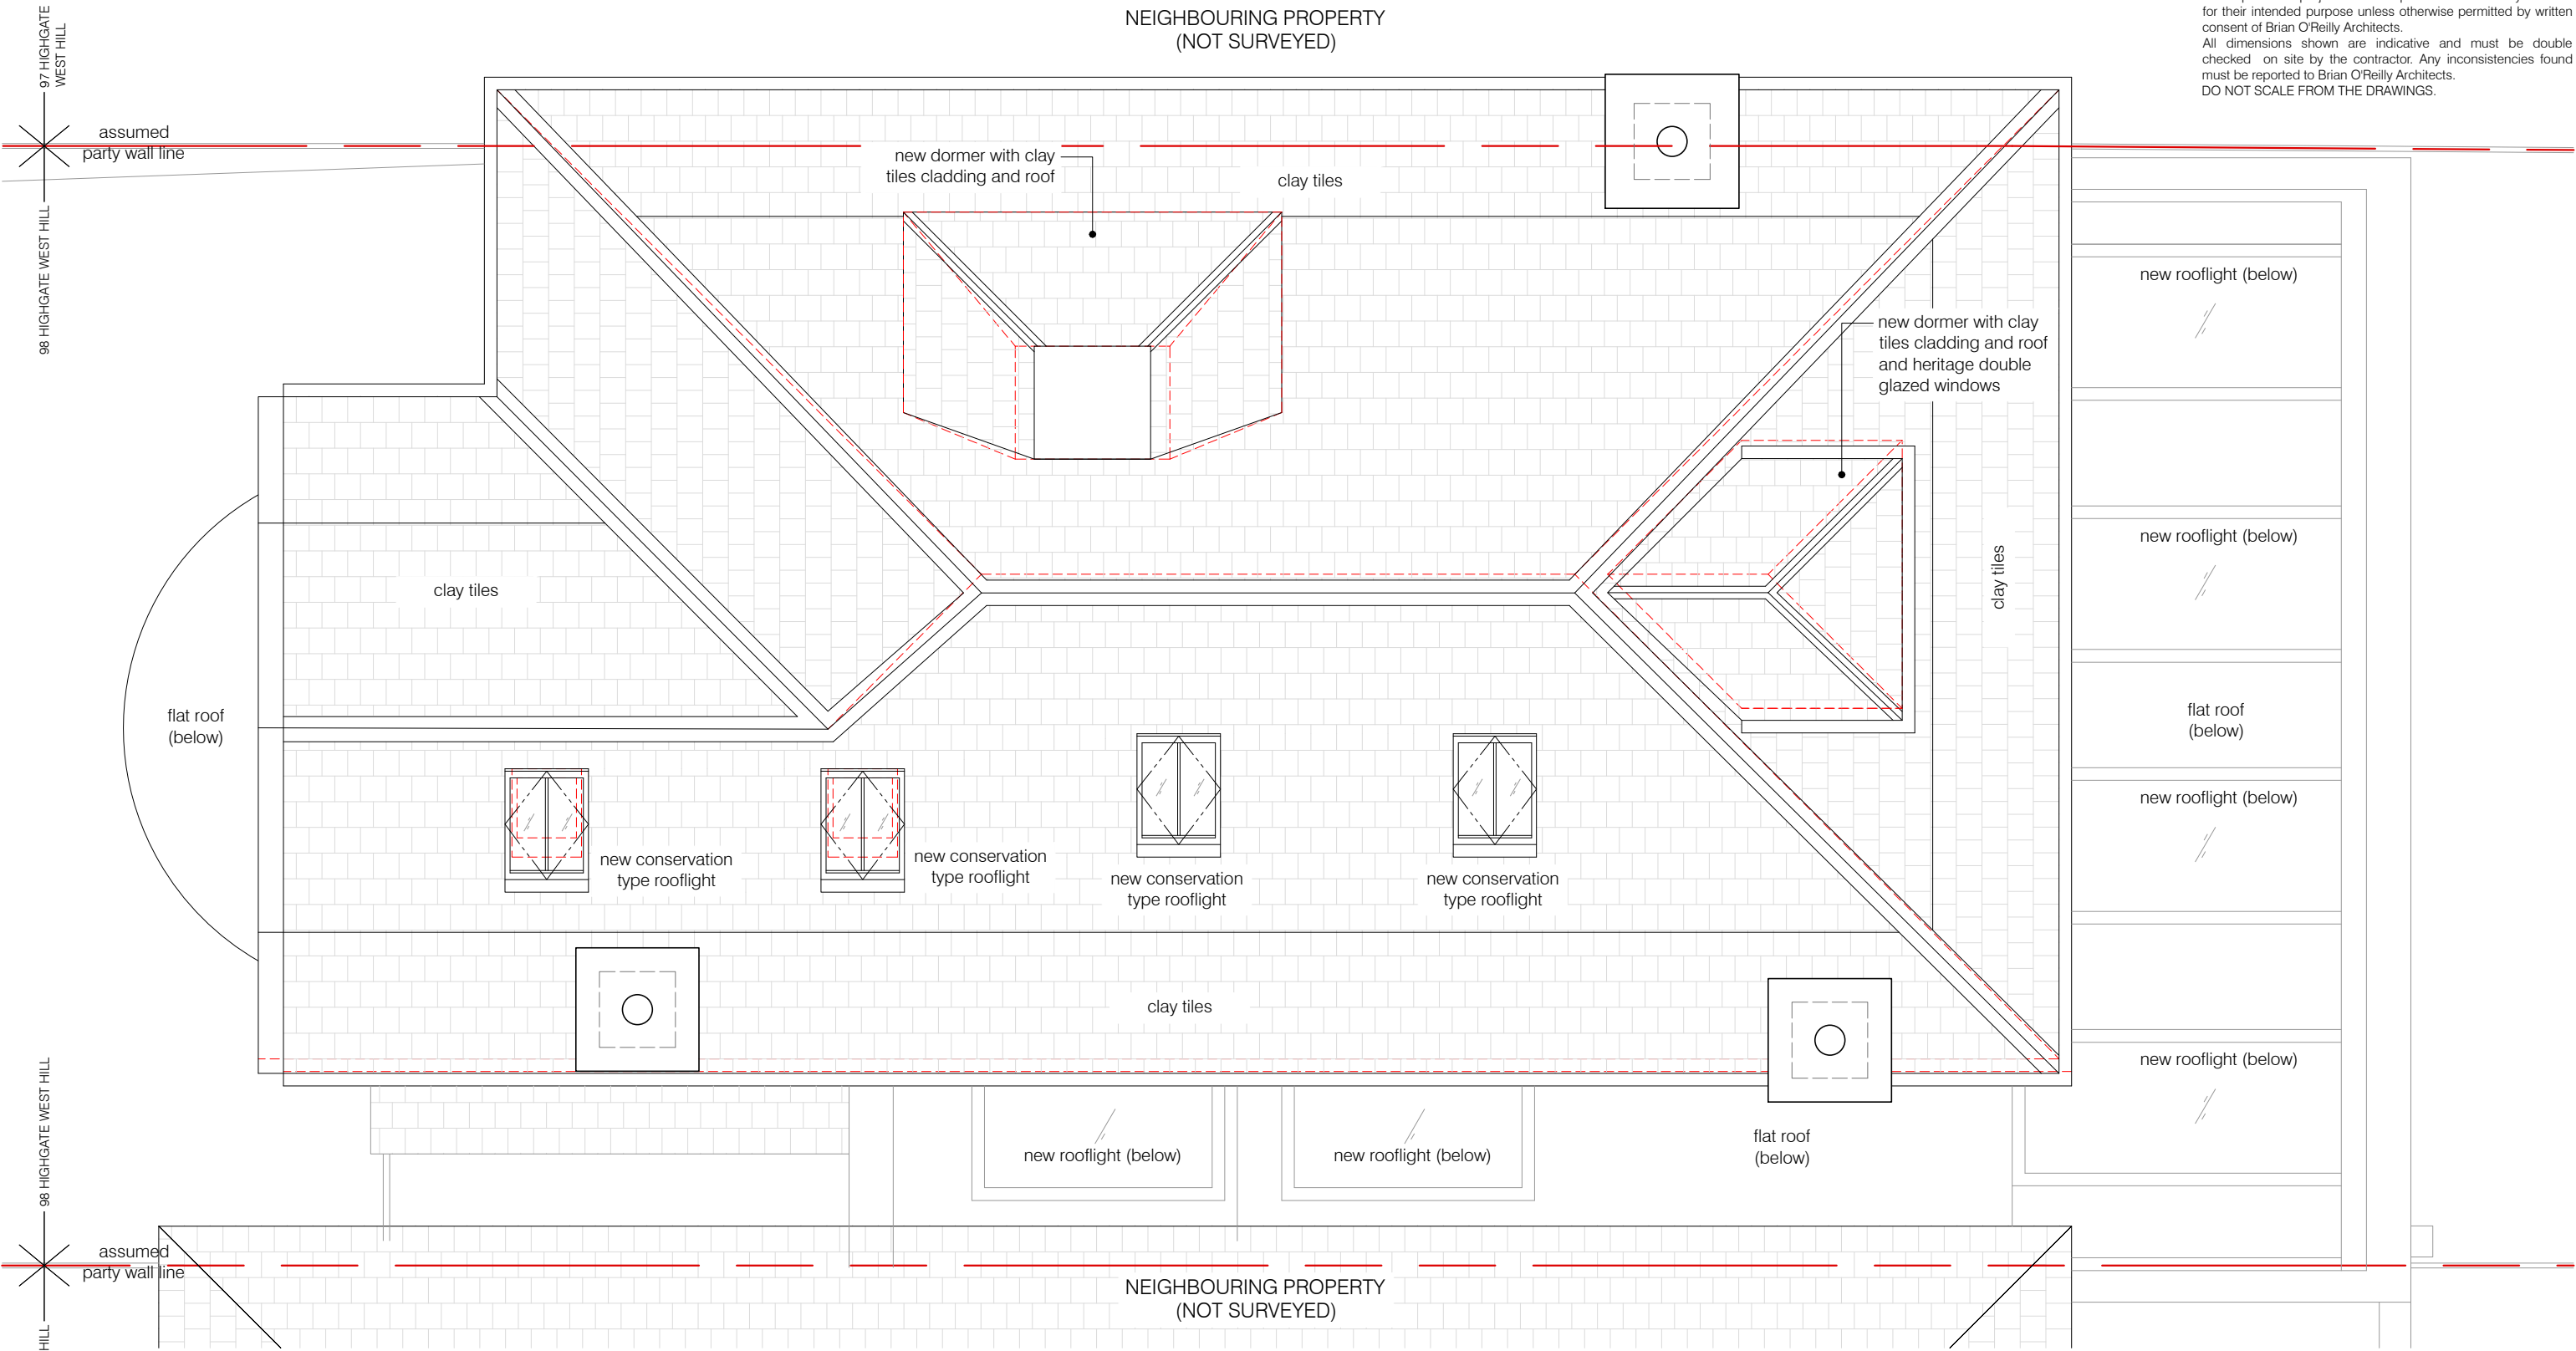 for their intended purpose unless otherwise permitted by written
consent of Brian O'Reilly Architects.
All dimensions shown are indicative and must be double
checked on site by the contractor. Any inconsistencies found
must be reported to Brian O'Reilly Architects.
DO NOT SCALE FROM THE DRAWINGS.
NEIGHBOURING PROPERTY
(NOT SURVEYED)
97 HIGHGATE
WEST HILL
assumed
party wall line
98 HIGHGATE WEST HILL
new dormer with clay
tiles cladding and roof
clay tiles
new rooflight (below)
new dormer with clay
tiles cladding and roof
and heritage double
glazed windows
new rooflight (below)
clay tiles
clay tiles
flat roof
(below)
flat roof
(below)
new rooflight (below)
new conservation
type rooflight
new conservation
type rooflight
new conservation
type rooflight
new conservation
type rooflight
clay tiles
new rooflight (below)
98 HIGHGATE WEST HILL
new rooflight (below)
new rooflight (below)
flat roof
(below)
assumed
party wall line
NEIGHBOURING PROPERTY
(NOT SURVEYED)
HILL